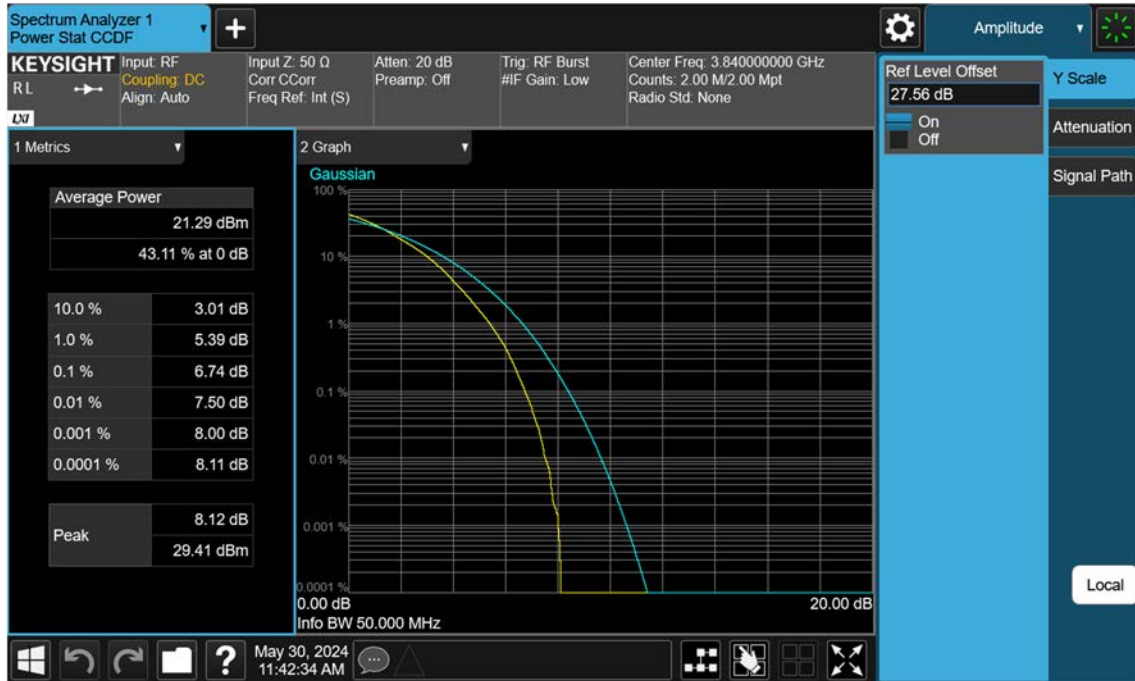 Spectrum Analyzer 1
Power Stat CCDF
Amplitude
KEYSIGHT
R L
LXI
Input: RF
Coupling: DC
Align: Auto
Input Z: 50 Ω
Corr CCorr
Freq Ref: Int (S)
Atten: 20 dB
Preamp: Off
Trig: RF Burst
#IF Gain: Low
Center Freq: 3.840000000 GHz
Counts: 2.00 M/2.00 Mpt
Radio Std: None
Ref Level Offset
27.56 dB
On
Off
Y Scale
Attenuation
Signal Path
Local
1 Metrics
Average Power
21.29 dBm
43.11 % at 0 dB
10.0 % 3.01 dB
1.0 % 5.39 dB
0.1 % 6.74 dB
0.01 % 7.50 dB
0.001 % 8.00 dB
0.0001 % 8.11 dB
Peak
8.12 dB
29.41 dBm
2 Graph
Gaussian
100 %
10 %
1 %
0.1 %
0.01 %
0.001 %
0.0001 %
0.00 dB 20.00 dB
Info BW 50.000 MHz
?
May 30, 2024
11:42:34 AM